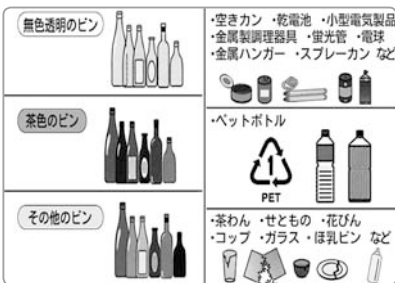 無色透明のビン
茶色のビン
その他のビン
・空きカン ・乾電池 ・小型電気製品
・金属製調理器具 ・蛍光管 ・電球
・金属ハンガー ・スプレーカン など
・ペットボトル
1
PET
・茶わん ・せともの ・花びん
・コップ ・ガラス ・ほ乳ビン など